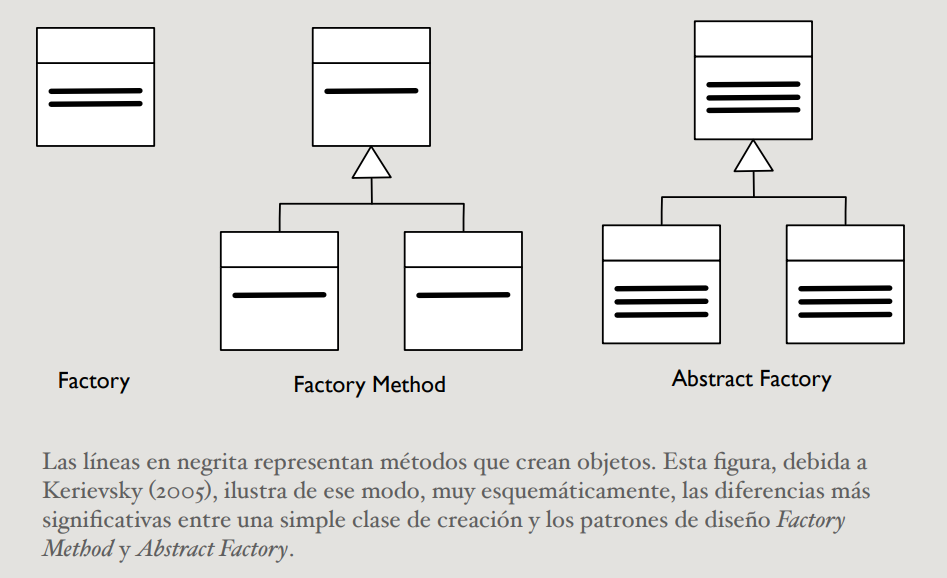 Factory
Factory Method
Abstract Factory
Las líneas en negrita representan métodos que crean objetos. Esta figura, debida a
Kerievsky (2005), ilustra de ese modo, muy esquemáticamente, las diferencias más
significativas entre una simple clase de creación y los patrones de diseño Factory
Method y Abstract Factory.